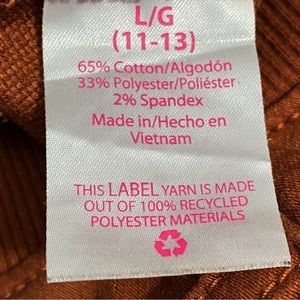 L/G
(11-13)
65% Cotton/Algodón
33% Polyester/Poliéster
2% Spandex
Made in/Hecho en
Vietnam
THIS LABEL YARN IS MADE
OUT OF 100% RECYCLED
POLYESTER MATERIALS